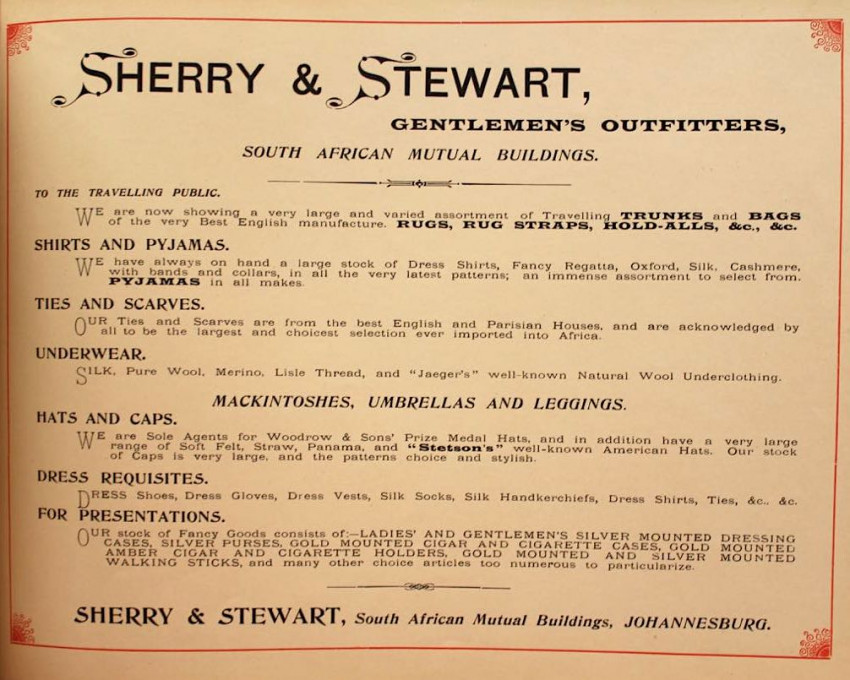 SHERRY & STEWART,
GENTLEMEN'S OUTFITTERS,
SOUTH AFRICAN MUTUAL BUILDINGS.
TO THE TRAVELLING PUBLIC.
WE are now showing a very large and varied assortment of Travelling TRUNKS and BAGS
of the very Best English manufacture. RUGS, RUG STRAPS, HOLD-ALLS, &c., &c.
SHIRTS AND PYJAMAS.
WE have always on hand a large stock of Dress Shirts, Fancy Regatta, Oxford, Silk, Cashmere,
with bands and collars, in all the very latest patterns; an immense assortment to select from.
PYJAMAS in all makes.
TIES AND SCARVES.
OUR Ties and Scarves are from the best English and Parisian Houses, and are acknowledged by
all to be the largest and choicest selection ever imported into Africa.
UNDERWEAR.
SILK, Pure Wool, Merino, Lisle Thread, and "Jaeger's" well-known Natural Wool Underclothing.
MACKINTOSHES, UMBRELLAS AND LEGGINGS.
HATS AND CAPS.
WE are Sole Agents for Woodrow & Sons' Prize Medal Hats, and in addition have a very large
range of Soft Felt, Straw, Panama, and "Stetson's" well-known American Hats. Our stock
of Caps is very large, and the patterns choice and stylish.
DRESS REQUISITES.
DRESS Shoes, Dress Gloves, Dress Vests, Silk Socks, Silk Handkerchiefs, Dress Shirts, Ties, &c., &c.
FOR PRESENTATIONS.
OUR stock of Fancy Goods consists of:—LADIES' AND GENTLEMEN'S SILVER MOUNTED DRESSING
CASES, SILVER PURSES, GOLD MOUNTED CIGAR AND CIGARETTE CASES, GOLD MOUNTED
AMBER CIGAR AND CIGARETTE HOLDERS, GOLD MOUNTED AND SILVER MOUNTED
WALKING STICKS, and many other choice articles too numerous to particularize.
SHERRY & STEWART, South African Mutual Buildings, JOHANNESBURG.